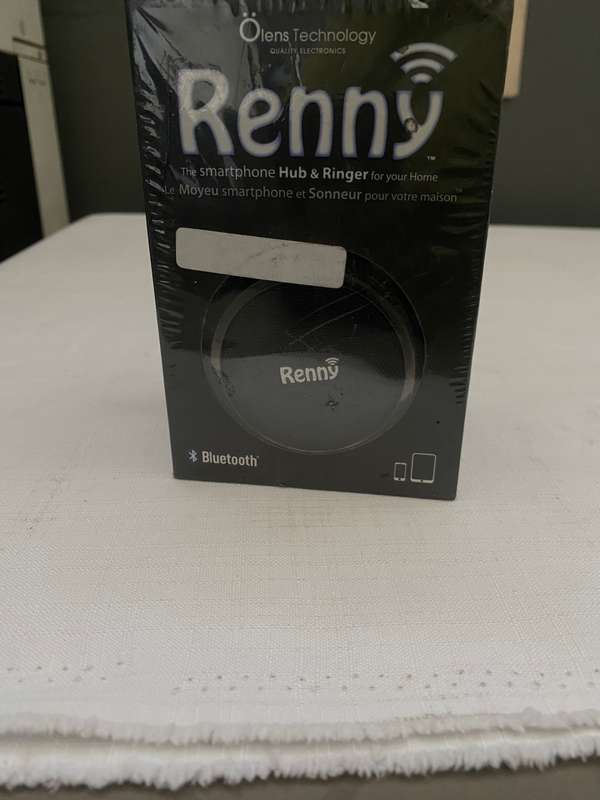 Ölens Technology
QUALITY ELECTRONICS
Renny™
The smartphone Hub & Ringer for your Home
Le Moyeu smartphone et Sonneur pour votre maison
Renny
Bluetooth